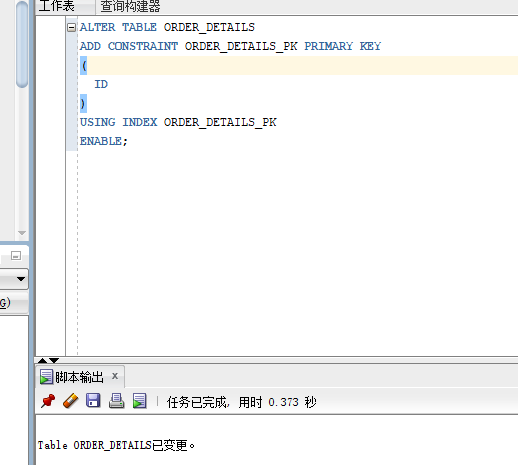 工作表 查询构建器
ALTER TABLE ORDER_DETAILS
ADD CONSTRAINT ORDER_DETAILS_PK PRIMARY KEY
(
ID
)
USING INDEX ORDER_DETAILS_PK
ENABLE;
G)
脚本输出 x
任务已完成, 用时 0.373 秒
Table ORDER_DETAILS已变更。